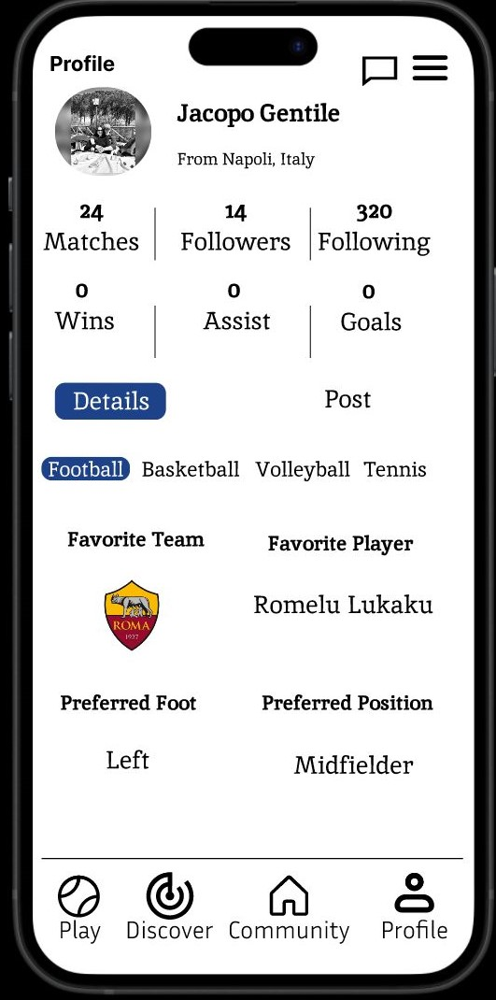 Profile
Jacopo Gentile
From Napoli, Italy
24 14 320
Matches Followers Following
0 0 0
Wins Assist Goals
Details Post
Football Basketball Volleyball Tennis
Favorite Team Favorite Player
ROMA
1927
Romelu Lukaku
Preferred Foot Preferred Position
Left Midfielder
Play Discover Community Profile